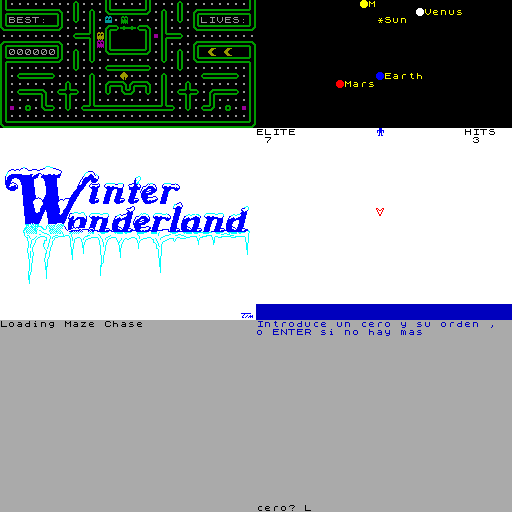 BEST:
LIVES:
000000
M
Venus
Sun
Earth
Mars
ELITE
HITS
7
3
Winter
Wonderland
Loading Maze Chase
Introduce un cero y su orden ,
o ENTER si no hay mas
cero? L